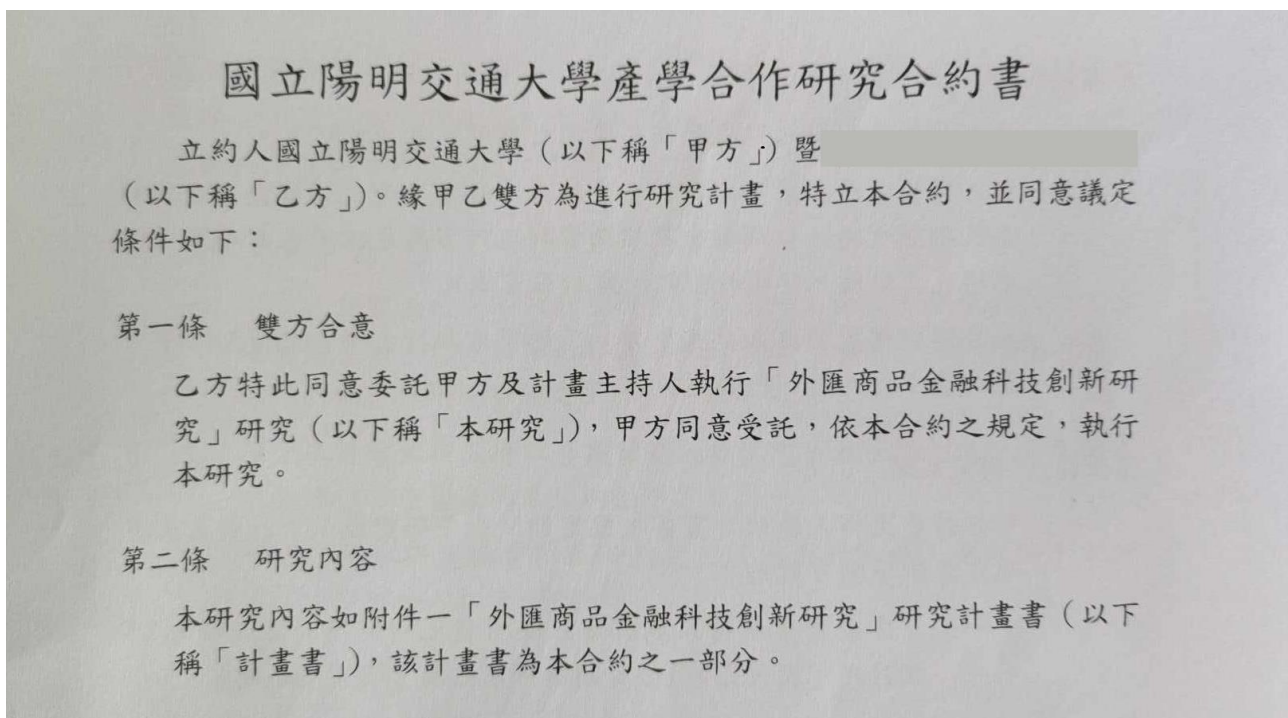 國立陽明交通大學產學合作研究合約書
立約人國立陽明交通大學（以下稱「甲方」）暨
（以下稱「乙方」）。緣甲乙雙方為進行研究計畫，特立本合約，並同意議定
條件如下：
第一條 雙方合意
乙方特此同意委託甲方及計畫主持人執行「外匯商品金融科技創新研
究」研究（以下稱「本研究」），甲方同意受託，依本合約之規定，執行
本研究。
第二條 研究內容
本研究內容如附件一「外匯商品金融科技創新研究」研究計畫書（以下
稱「計畫書」），該計畫書為本合約之一部分。